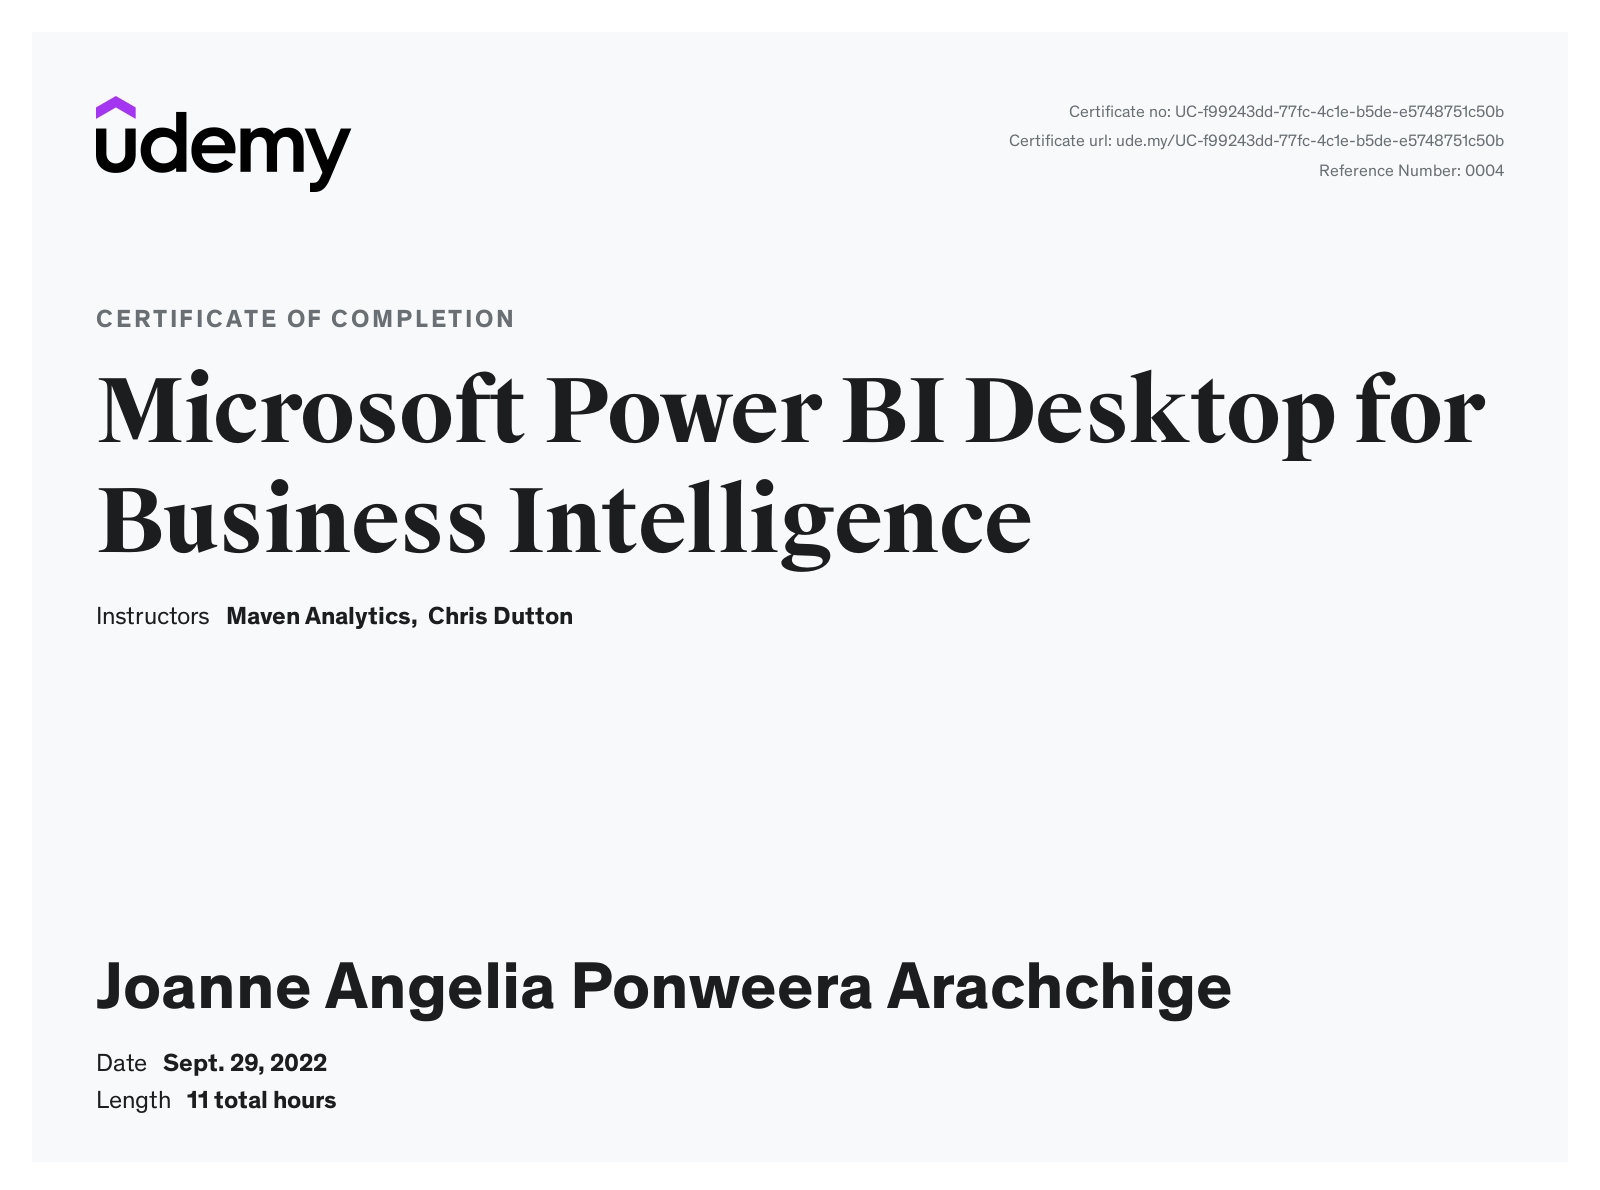 udemy
Certificate no: UC-f99243dd-77fc-4c1e-b5de-e5748751c50b
Certificate url: ude.my/UC-f99243dd-77fc-4c1e-b5de-e5748751c50b
Reference Number: 0004
CERTIFICATE OF COMPLETION
Microsoft Power BI Desktop for
Business Intelligence
Instructors Maven Analytics, Chris Dutton
Joanne Angelia Ponweera Arachchige
Date Sept. 29, 2022
Length 11 total hours